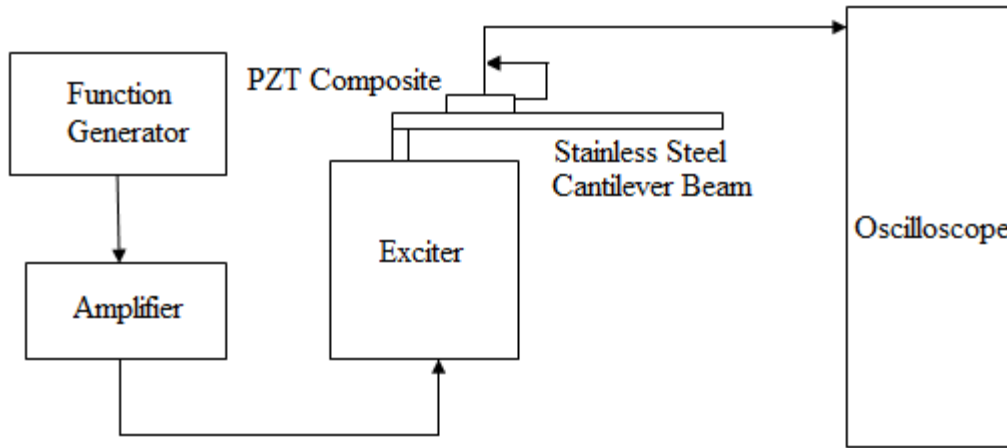 Function
Generator
PZT Composite
Stainless Steel
Cantilever Beam
Oscilloscope
Exciter
Amplifier